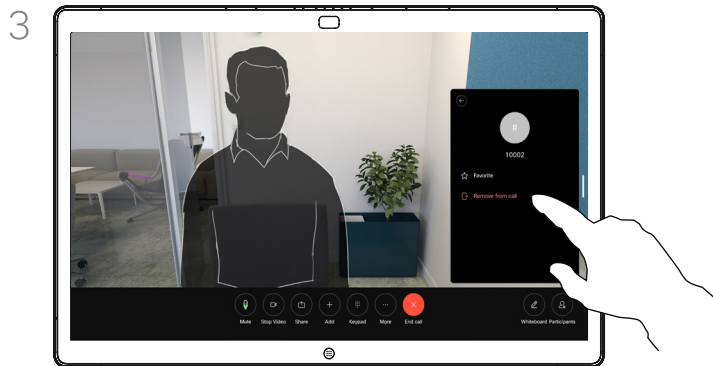 3
#
10002
Favorite
Remove from call
Mute Stop Video Share Add Keypad More End call Whiteboard Participants